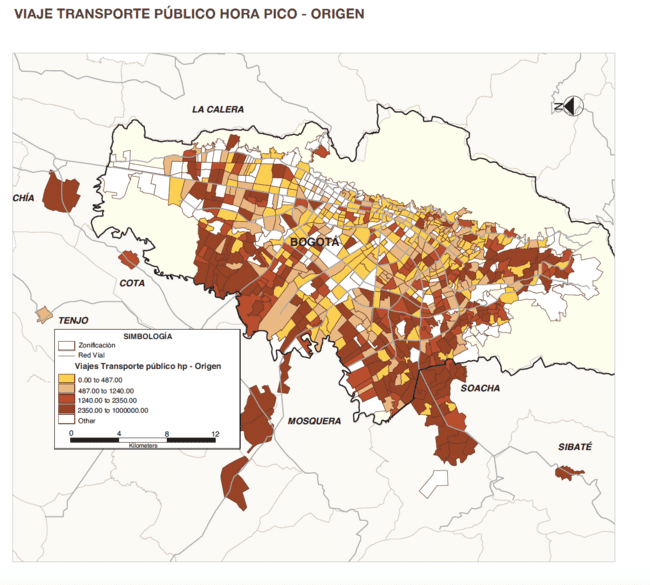 VIAJE TRANSPORTE PÚBLICO HORA PICO - ORIGEN
LA CALERA
N
CHÍA
BOGOTÁ
COTA
TENJO
SIMBOLOGÍA
Zonificación
Red Vial
Viajes Transporte público hp - Origen
0.00 to 487.00
487.00 to 1240.00
1240.00 to 2350.00
2350.00 to 1000000.00
Other
0 4 8 12
Kilometers
SOACHA
MOSQUERA
SIBATÉ